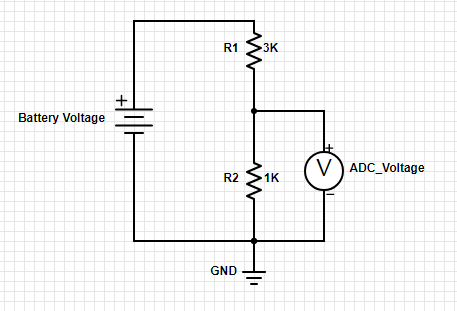 R1 3K
+
Battery Voltage
+
V ADC_Voltage
R2 1K
-
GND